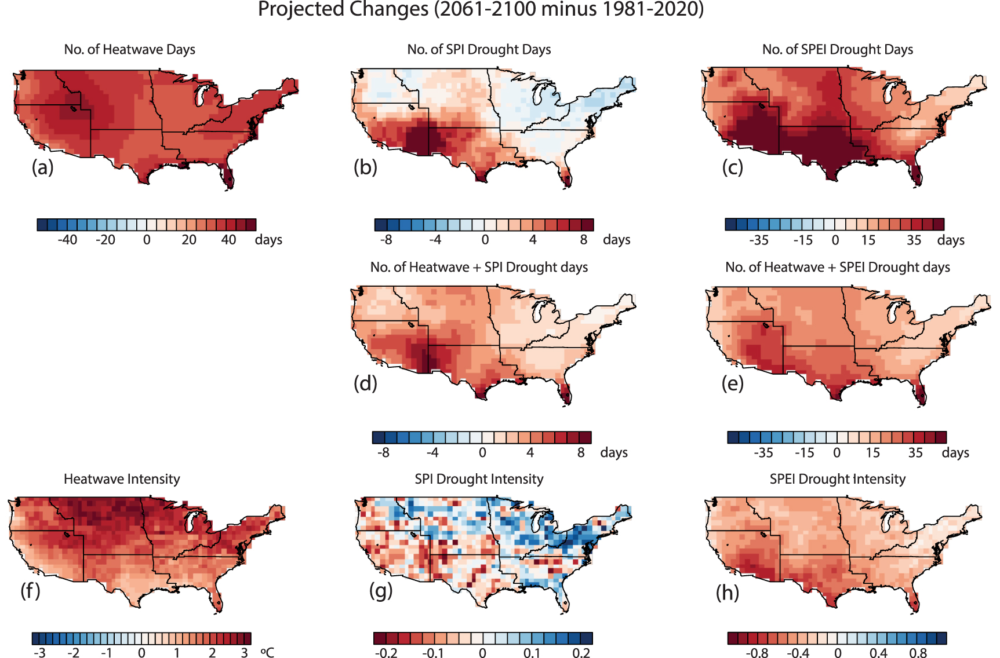 Projected Changes (2061-2100 minus 1981-2020)
No. of Heatwave Days
No. of SPI Drought Days
No. of SPEI Drought Days
(a)
(b)
(c)
-40 -20 0 20 40 days
-8 -4 0 4 8 days
-35 -15 0 15 35 days
No. of Heatwave + SPI Drought days
No. of Heatwave + SPEI Drought days
(d)
(e)
-8 -4 0 4 8 days
-35 -15 0 15 35 days
Heatwave Intensity
SPI Drought Intensity
SPEI Drought Intensity
(f)
(g)
(h)
-3 -2 -1 0 1 2 3 ºC
-0.2 -0.1 0 0.1 0.2
-0.8 -0.4 0 0.4 0.8